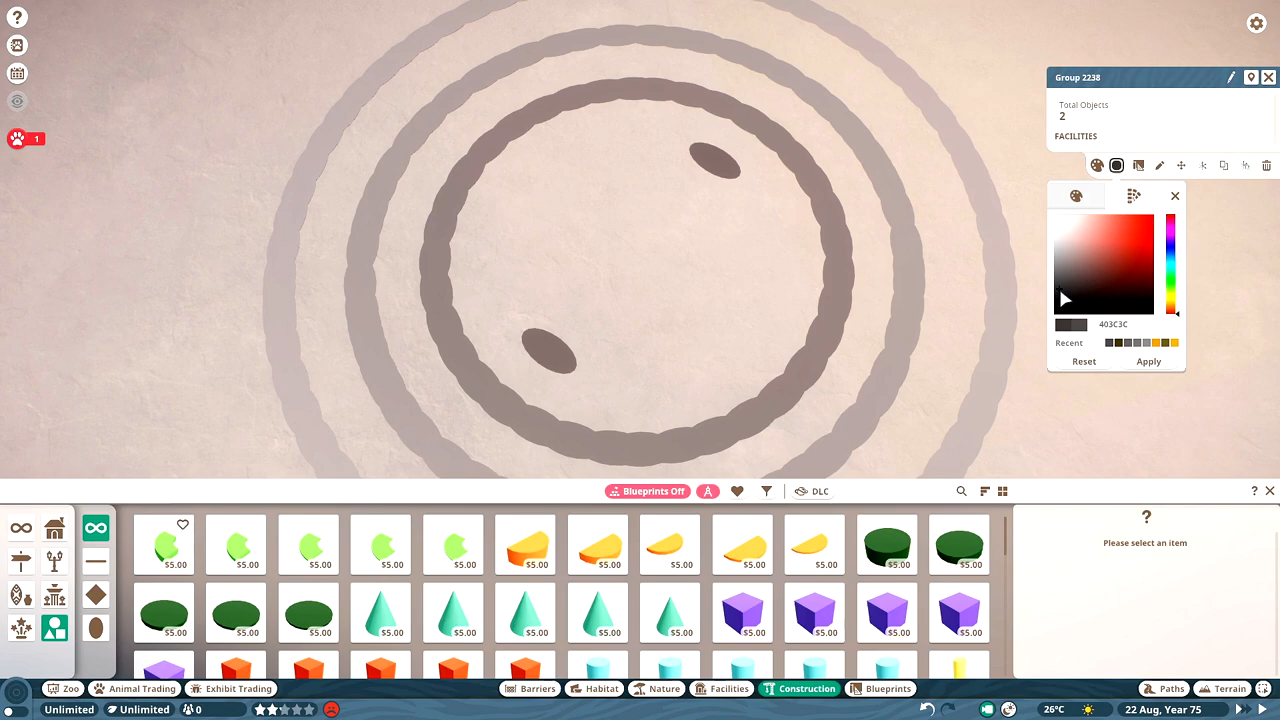 ?
1
Group 2238
Total Objects
2
FACILITIES
403C3C
Recent
Reset
Apply
Blueprints Off
DLC
?
?
Please select an item
$5.00 $5.00 $5.00 $5.00 $5.00 $5.00 $5.00 $5.00 $5.00 $5.00 $5.00 $5.00
$5.00 $5.00 $5.00 $5.00 $5.00 $5.00 $5.00 $5.00 $5.00 $5.00 $5.00 $5.00
Zoo Animal Trading Exhibit Trading Barriers Habitat Nature Facilities Construction Blueprints Paths Terrain
Unlimited Unlimited 0 26°C 22 Aug, Year 75